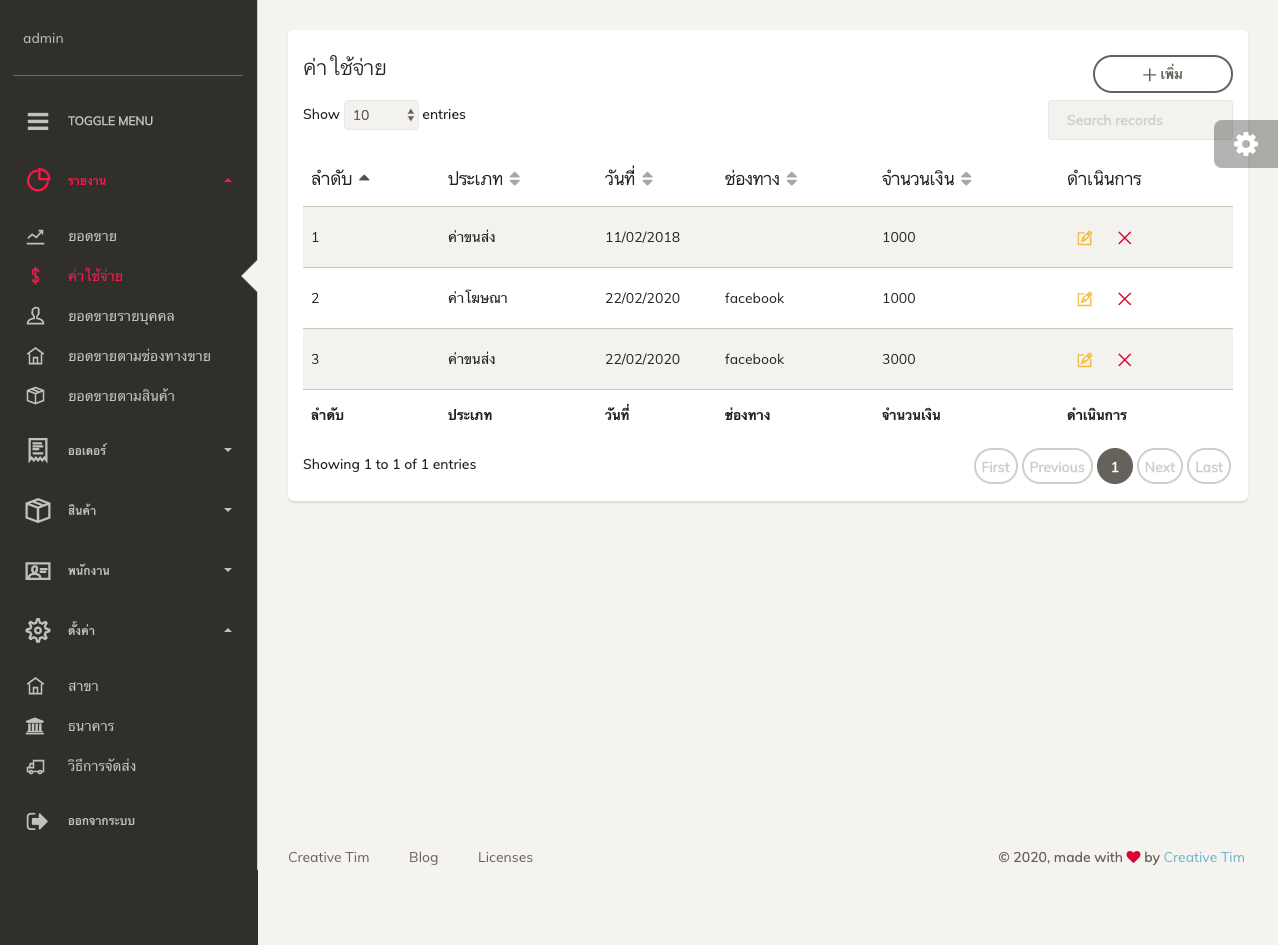 admin
TOGGLE MENU
รายงาน
ยอดขาย
ค่าใช้จ่าย
ยอดขายรายบุคคล
ยอดขายตามช่องทางขาย
ยอดขายตามสินค้า
ออเดอร์
สินค้า
พนักงาน
ตั้งค่า
สาขา
ธนาคาร
วิธีการจัดส่ง
ออกจากระบบ
ค่าใช้จ่าย
เพิ่ม
Show 10 entries
Search records
ลำดับ ประเภท วันที่ ช่องทาง จำนวนเงิน ดำเนินการ
1 ค่าขนส่ง 11/02/2018 1000
2 ค่าโฆษณา 22/02/2020 facebook 1000
3 ค่าขนส่ง 22/02/2020 facebook 3000
ลำดับ ประเภท วันที่ ช่องทาง จำนวนเงิน ดำเนินการ
Showing 1 to 1 of 1 entries
First Previous 1 Next Last
Creative Tim Blog Licenses
© 2020, made with by Creative Tim